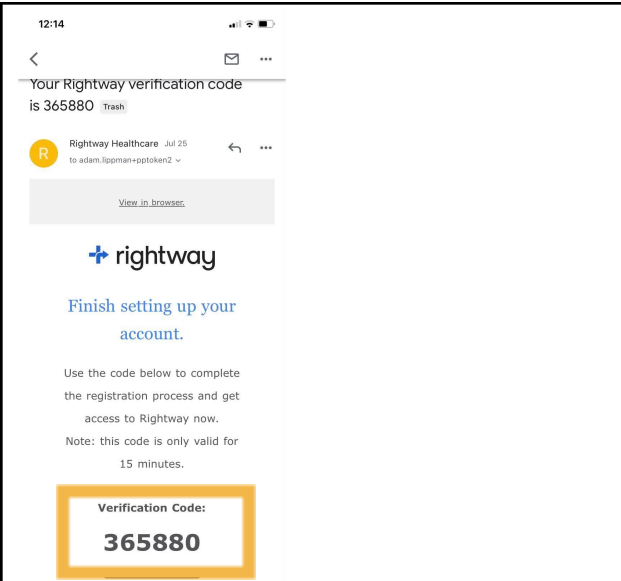 12:14
Your Rightway verification code
is 365880 Trash
R
Rightway Healthcare Jul 25
to adam.lippman+pptoken2
View in browser.
rightway
Finish setting up your
account.
Use the code below to complete
the registration process and get
access to Rightway now.
Note: this code is only valid for
15 minutes.
Verification Code:
365880